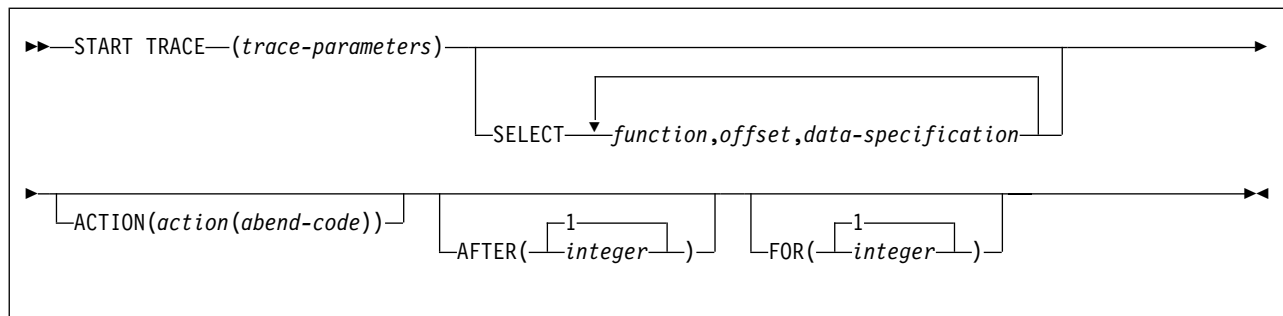 START TRACE (trace-parameters)
SELECT function,offset,data-specification
ACTION(action(abend-code))
AFTER( 1 integer )
FOR( 1 integer )